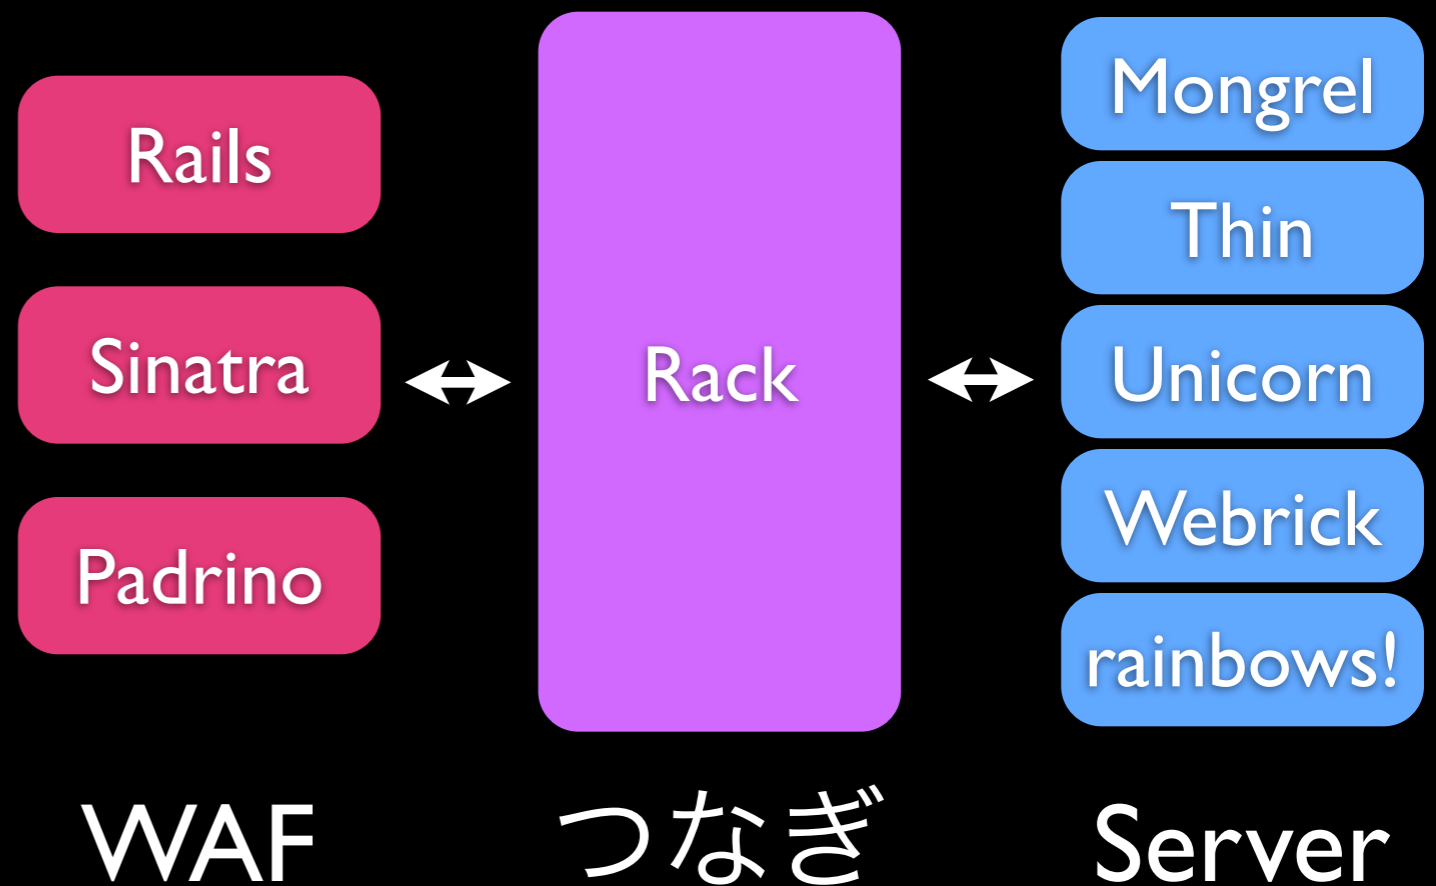 Rails
Sinatra
Padrino
WAF
Rack
つなぎ
Mongrel
Thin
Unicorn
Webrick
rainbows!
Server